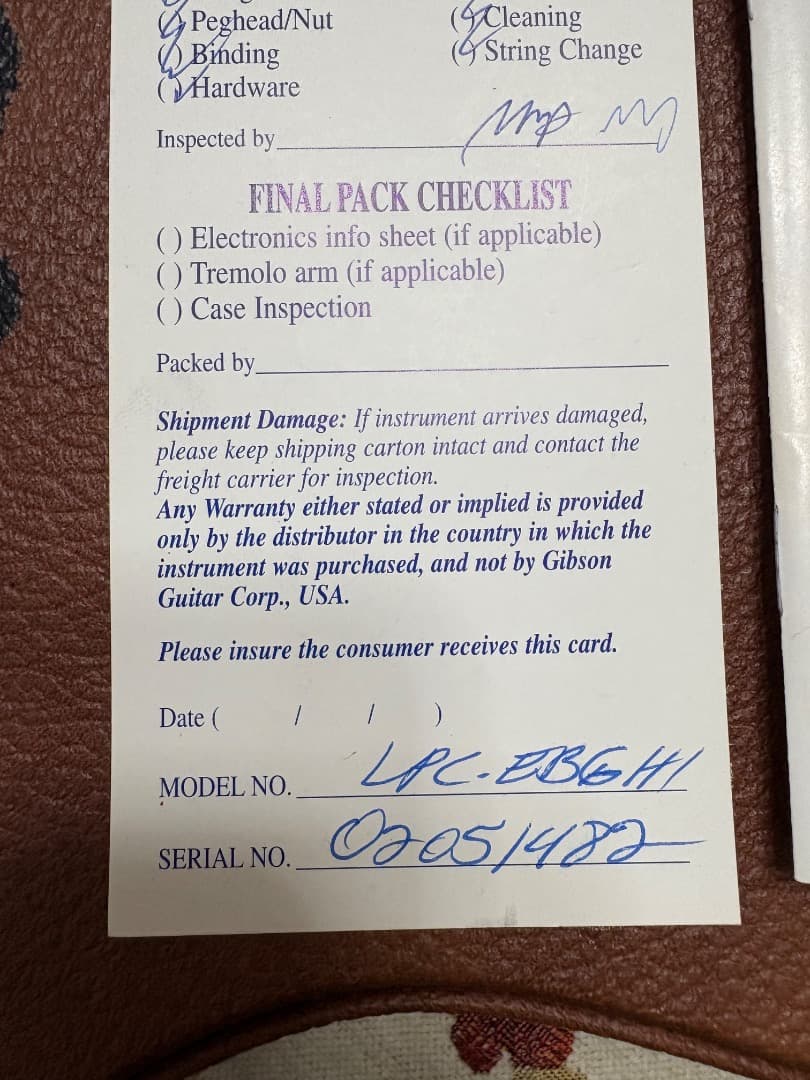 ( ) Peghead/Nut ( ) Cleaning
( ) Binding ( ) String Change
( ) Hardware
Inspected by
FINAL PACK CHECKLIST
( ) Electronics info sheet (if applicable)
( ) Tremolo arm (if applicable)
( ) Case Inspection
Packed by
Shipment Damage: If instrument arrives damaged,
please keep shipping carton intact and contact the
freight carrier for inspection.
Any Warranty either stated or implied is provided
only by the distributor in the country in which the
instrument was purchased, and not by Gibson
Guitar Corp., USA.
Please insure the consumer receives this card.
Date ( / / )
MODEL NO. LPC-EBGH1
SERIAL NO. 02051482